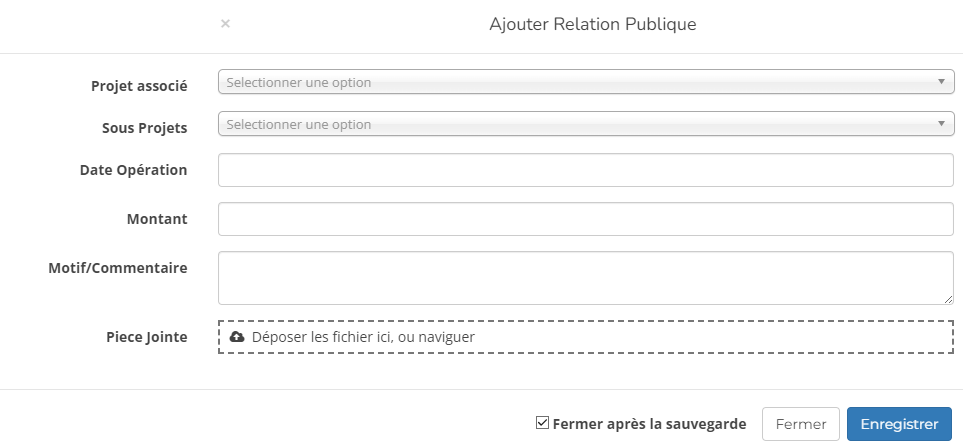 × Ajouter Relation Publique
Projet associé Selectionner une option
Sous Projets Selectionner une option
Date Opération
Montant
Motif/Commentaire
Piece Jointe Déposer les fichier ici, ou naviguer
Fermer après la sauvegarde Fermer Enregistrer